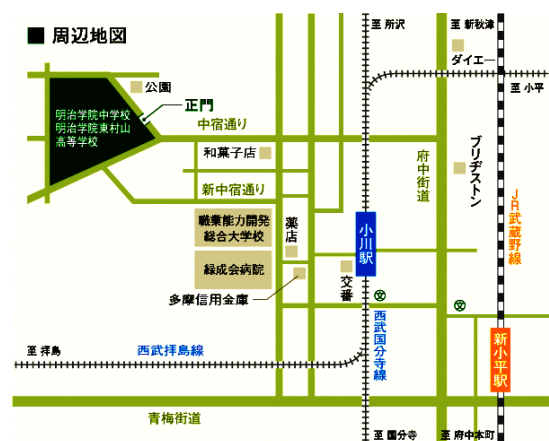 ■ 周辺地図
至 所沢
至 新秋津
ダイエー
公園
正門
至 小平
明治学院中学校
明治学院東村山
高等学校
中宿通り
和菓子店
府中街道
ブリヂストン
新中宿通り
JR武蔵野線
職業能力開発
総合大学校
薬店
小川駅
緑成会病院
交番
多摩信用金庫
文
文
西武国分寺線
新小平駅
至 拝島
西武拝島線
青梅街道
至 国分寺
至 府中本町